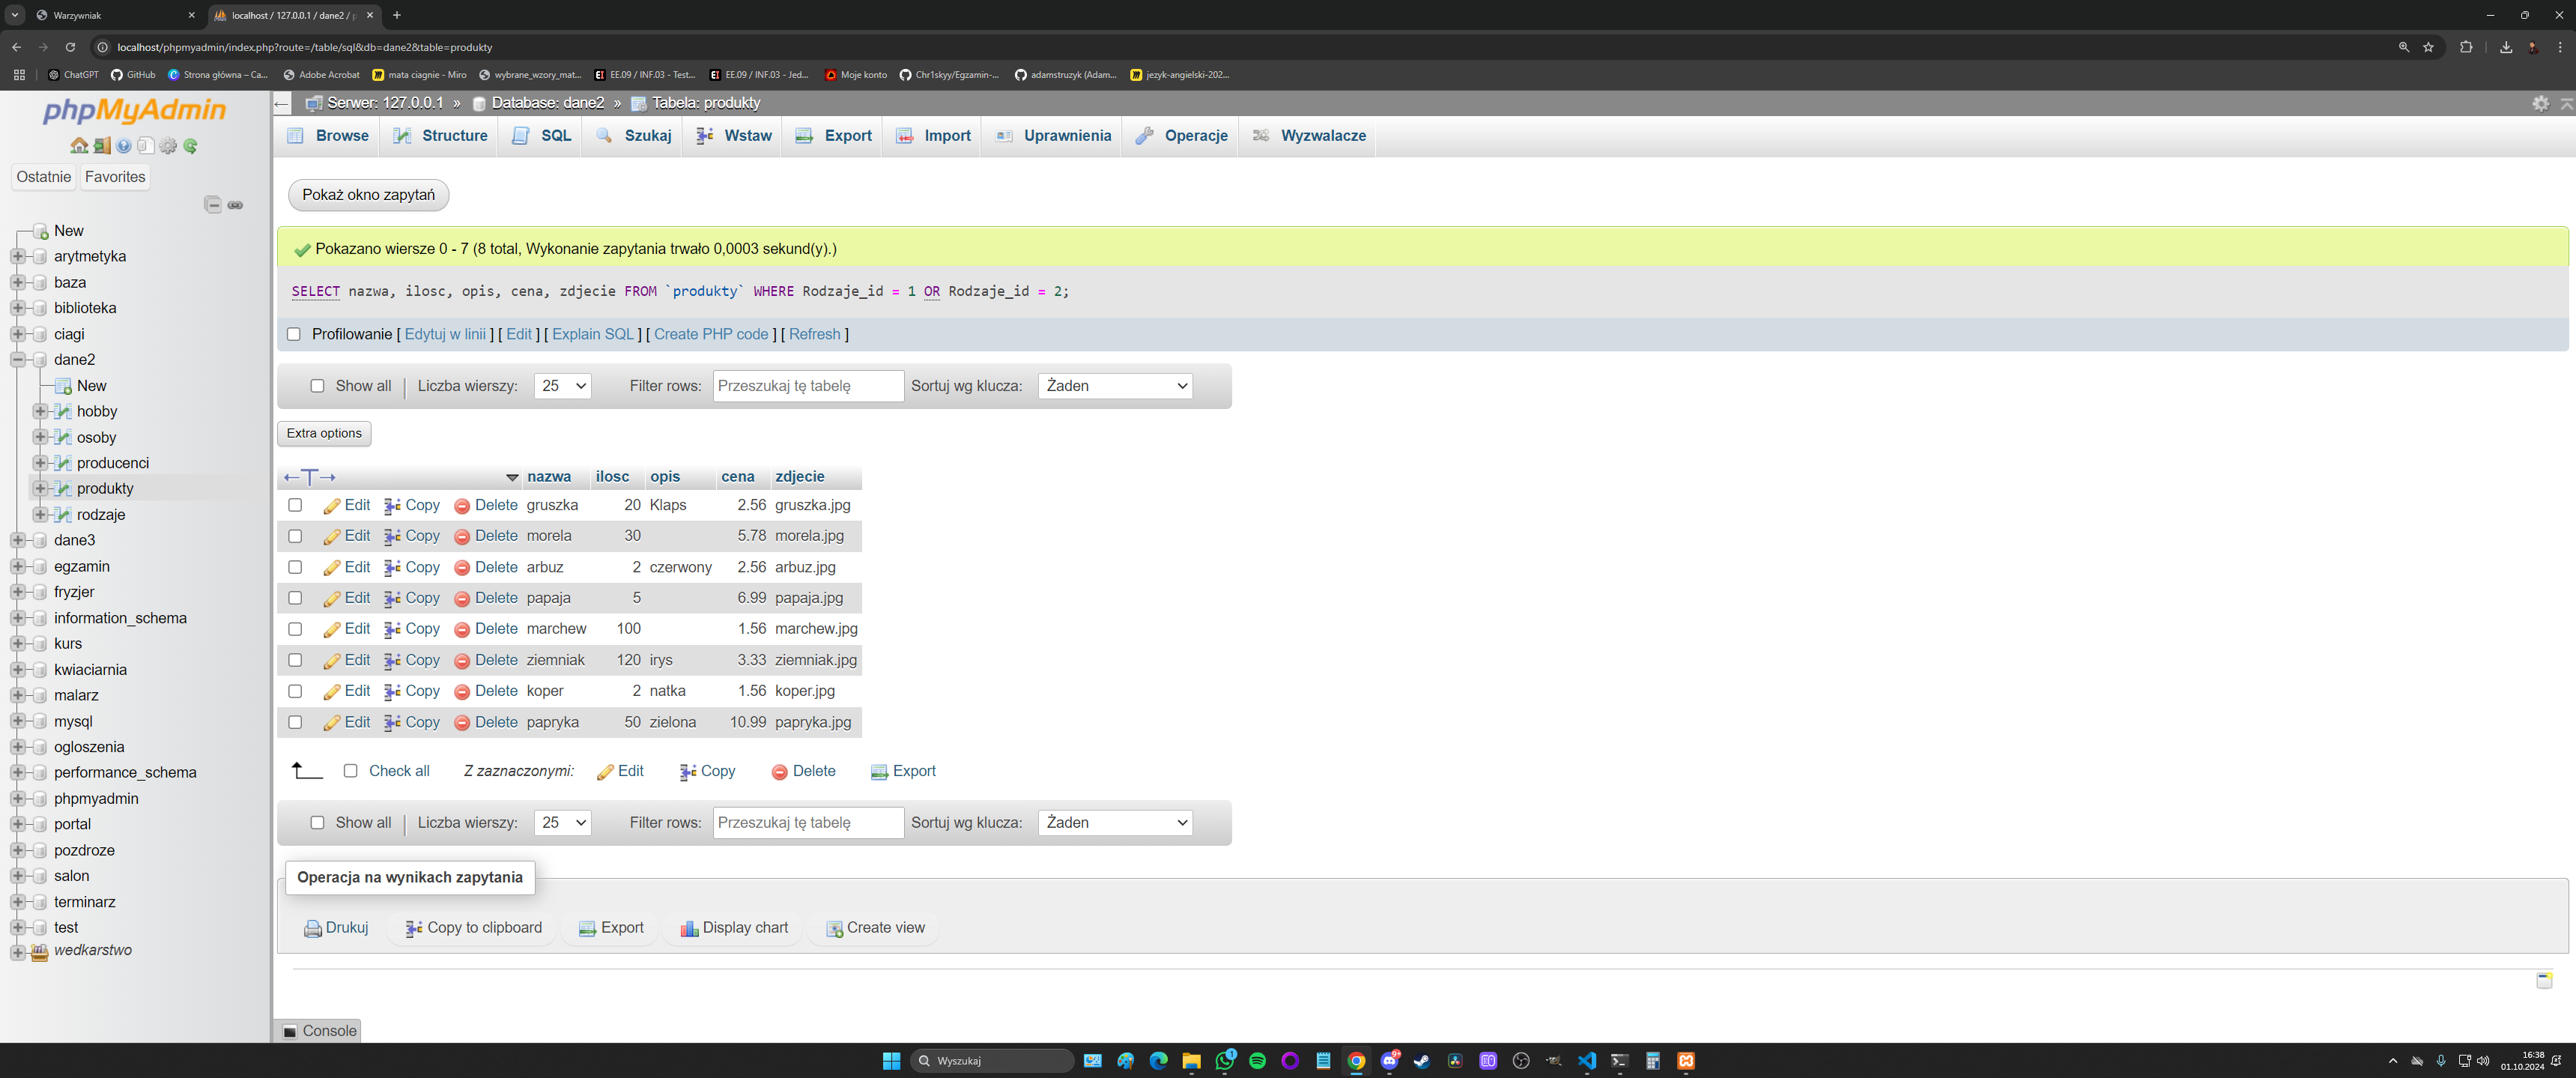 Warzywniak
localhost / 127.0.0.1 / dane2 / p
localhost/phpmyadmin/index.php?route=/table/sql&db=dane2&table=produkty
ChatGPT
GitHub
Strona główna – Ca...
Adobe Acrobat
mata ciagnie - Miro
wybrane_wzory_mat...
EE.09 / INF.03 - Test...
EE.09 / INF.03 - Jed...
Moje konto
Chr1skyy/Egzamin-...
adamstruzyk (Adam...
jezyk-angielski-202...
phpMyAdmin
Ostatnie Favorites
New
arytmetyka
baza
biblioteka
ciagi
dane2
New
hobby
osoby
producenci
produkty
rodzaje
dane3
egzamin
fryzjer
information_schema
kurs
kwiaciarnia
malarz
mysql
ogloszenia
performance_schema
phpmyadmin
portal
pozdroze
salon
terminarz
test
wedkarstwo
Serwer: 127.0.0.1 » Database: dane2 » Tabela: produkty
Browse Structure SQL Szukaj Wstaw Export Import Uprawnienia Operacje Wyzwalacze
Pokaż okno zapytań
Pokazano wiersze 0 - 7 (8 total, Wykonanie zapytania trwało 0,0003 sekund(y).)
SELECT nazwa, ilosc, opis, cena, zdjecie FROM `produkty` WHERE Rodzaje_id = 1 OR Rodzaje_id = 2;
Profilowanie [ Edytuj w linii ] [ Edit ] [ Explain SQL ] [ Create PHP code ] [ Refresh ]
Show all | Liczba wierszy: 25 Filter rows: Przeszukaj tę tabelę Sortuj wg klucza: Żaden
Extra options
←T→ nazwa ilosc opis cena zdjecie
Edit Copy Delete gruszka 20 Klaps 2.56 gruszka.jpg
Edit Copy Delete morela 30 5.78 morela.jpg
Edit Copy Delete arbuz 2 czerwony 2.56 arbuz.jpg
Edit Copy Delete papaja 5 6.99 papaja.jpg
Edit Copy Delete marchew 100 1.56 marchew.jpg
Edit Copy Delete ziemniak 120 irys 3.33 ziemniak.jpg
Edit Copy Delete koper 2 natka 1.56 koper.jpg
Edit Copy Delete papryka 50 zielona 10.99 papryka.jpg
Check all Z zaznaczonymi: Edit Copy Delete Export
Show all | Liczba wierszy: 25 Filter rows: Przeszukaj tę tabelę Sortuj wg klucza: Żaden
Operacja na wynikach zapytania
Drukuj Copy to clipboard Export Display chart Create view
Console
Wyszukaj
1
9+
16:38
01.10.2024